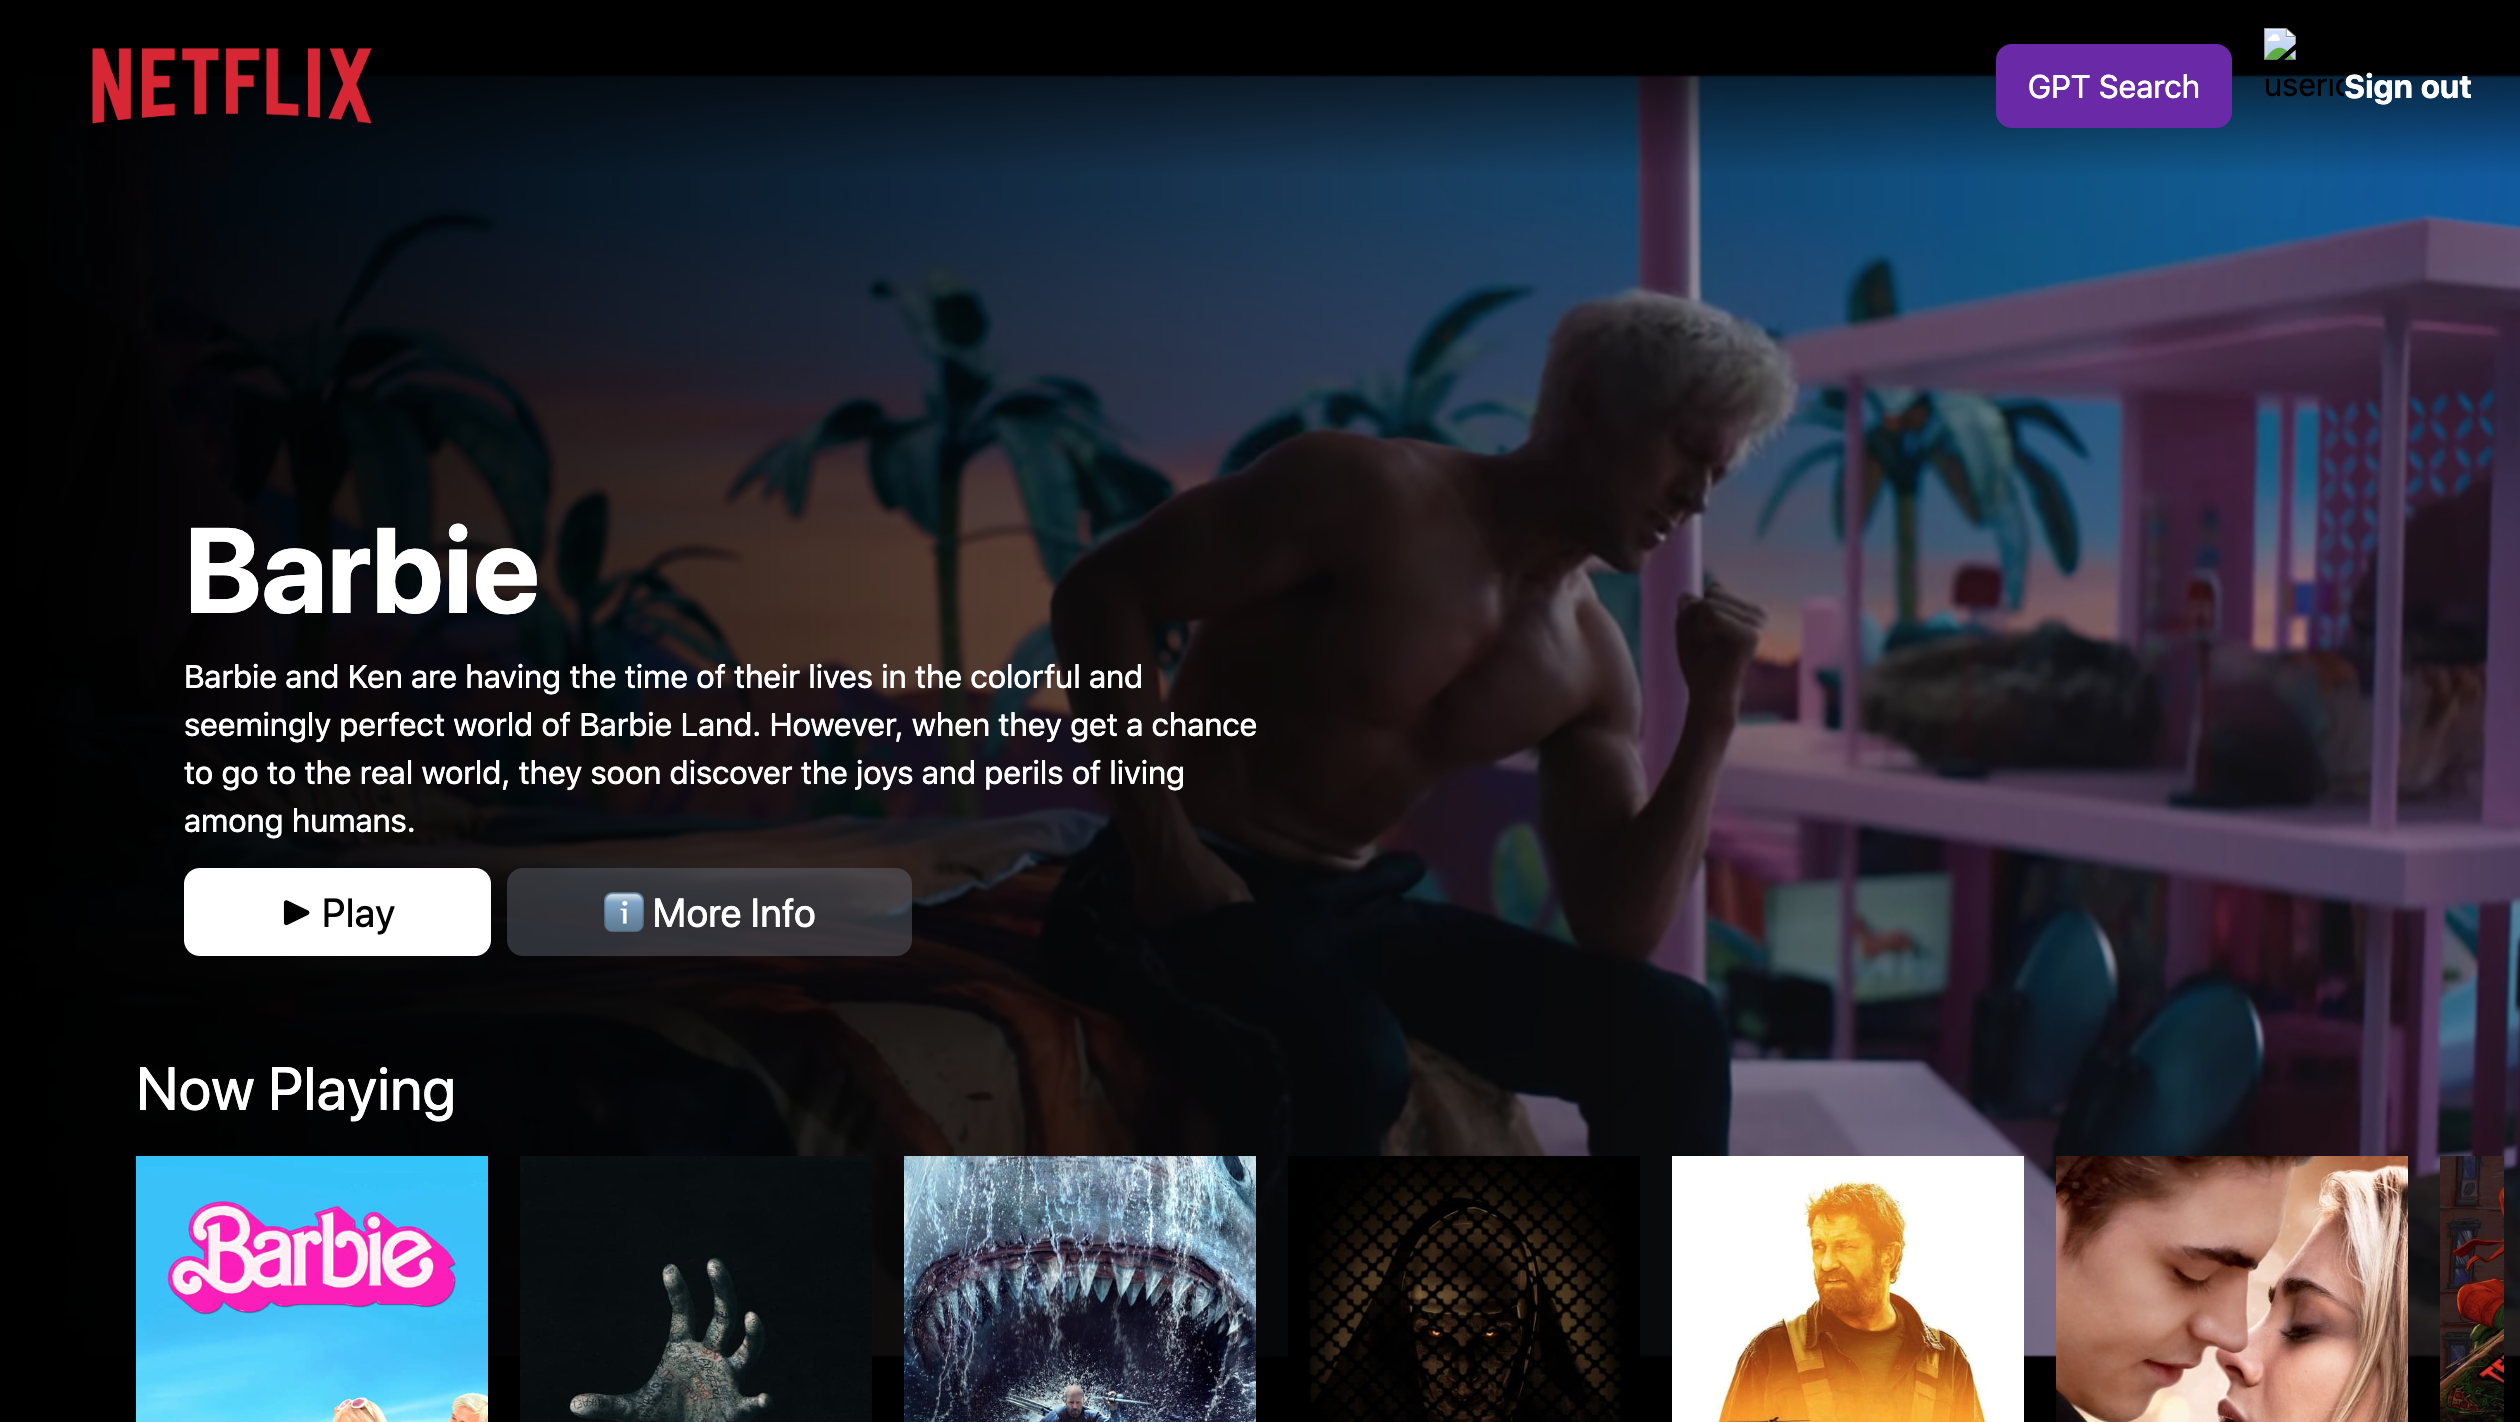 NETFLIX
GPT Search
Sign out
Barbie
Barbie and Ken are having the time of their lives in the colorful and
seemingly perfect world of Barbie Land. However, when they get a chance
to go to the real world, they soon discover the joys and perils of living
among humans.
Play
More Info
Now Playing
Barbie